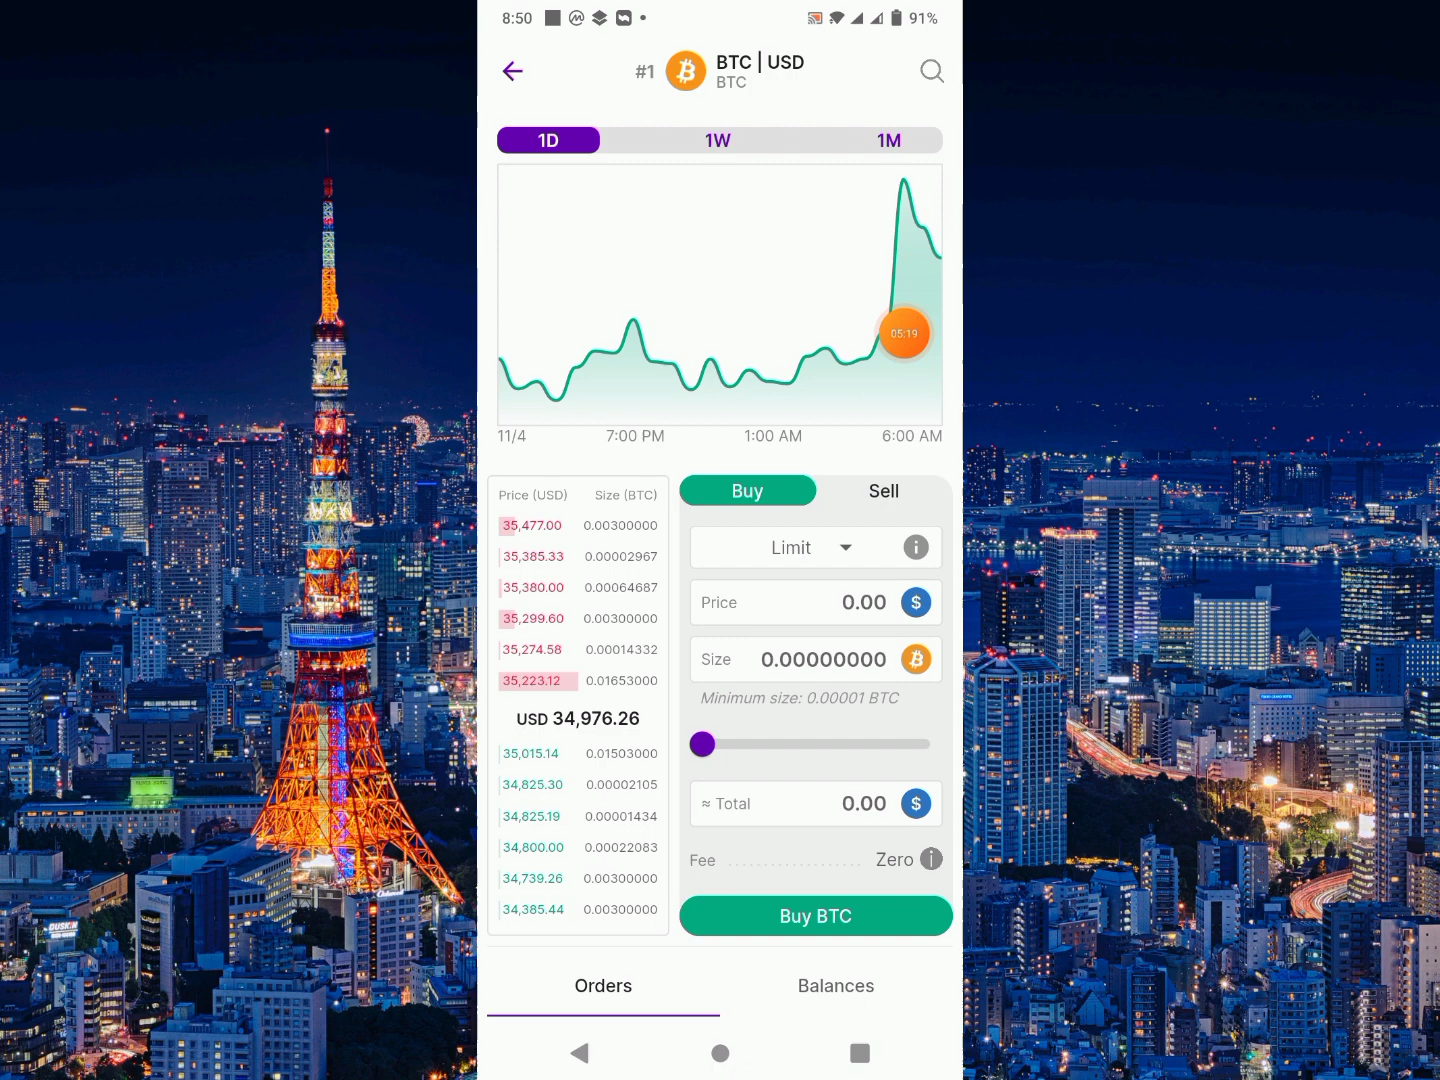 8:50
91%
#1
BTC | USD
BTC
1D 1W 1M
05:19
11/4 7:00 PM 1:00 AM 6:00 AM
Price (USD) Size (BTC)
35,477.00 0.00300000
35,385.33 0.00002967
35,380.00 0.00064687
35,299.60 0.00300000
35,274.58 0.00014332
35,223.12 0.01653000
USD 34,976.26
35,015.14 0.01503000
34,825.30 0.00002105
34,825.19 0.00001434
34,800.00 0.00022083
34,739.26 0.00300000
34,385.44 0.00300000
Buy Sell
Limit
Price 0.00 $
Size 0.00000000
Minimum size: 0.00001 BTC
≈ Total 0.00 $
Fee Zero
Buy BTC
Orders Balances